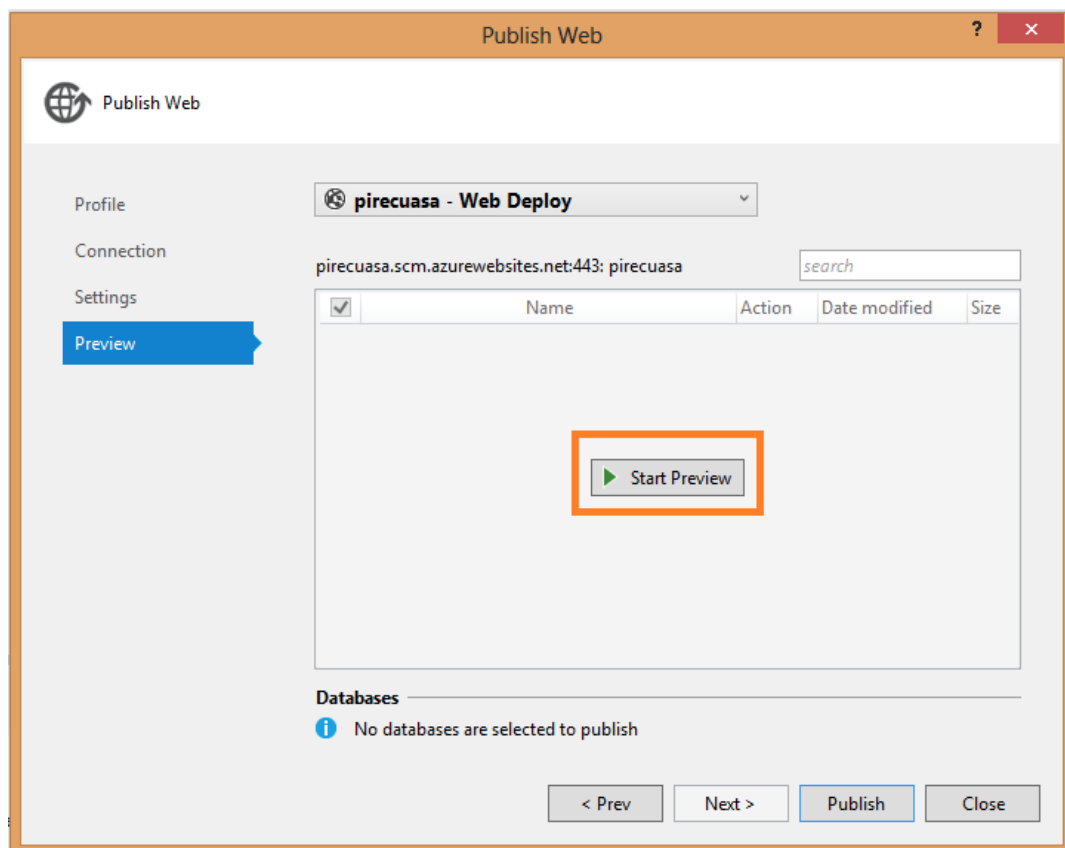 Publish Web
?
Publish Web
Profile
Connection
Settings
Preview
pirecuasa - Web Deploy
pirecuasa.scm.azurewebsites.net:443: pirecuasa
search
Name Action Date modified Size
Start Preview
Databases
No databases are selected to publish
< Prev Next > Publish Close